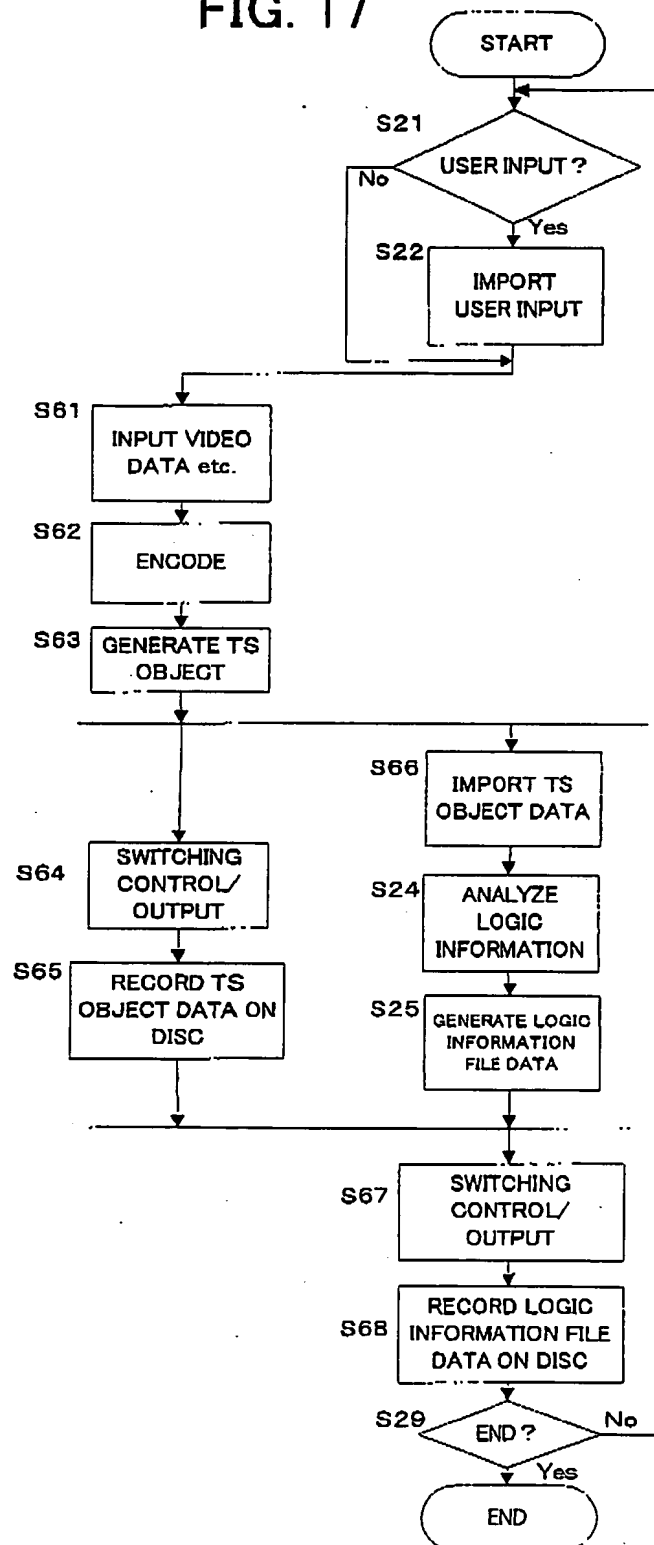 FIG. 17
START
S21
USER INPUT ?
No
Yes
S22
IMPORT
USER INPUT
S61
INPUT VIDEO
DATA etc.
S62
ENCODE
S63
GENERATE TS
OBJECT
S66
IMPORT TS
OBJECT DATA
S64
SWITCHING
CONTROL/
OUTPUT
S24
ANALYZE
LOGIC
INFORMATION
S65
RECORD TS
OBJECT DATA ON
DISC
S25
GENERATE LOGIC
INFORMATION
FILE DATA
S67
SWITCHING
CONTROL/
OUTPUT
S68
RECORD LOGIC
INFORMATION FILE
DATA ON DISC
S29
END ?
No
Yes
END